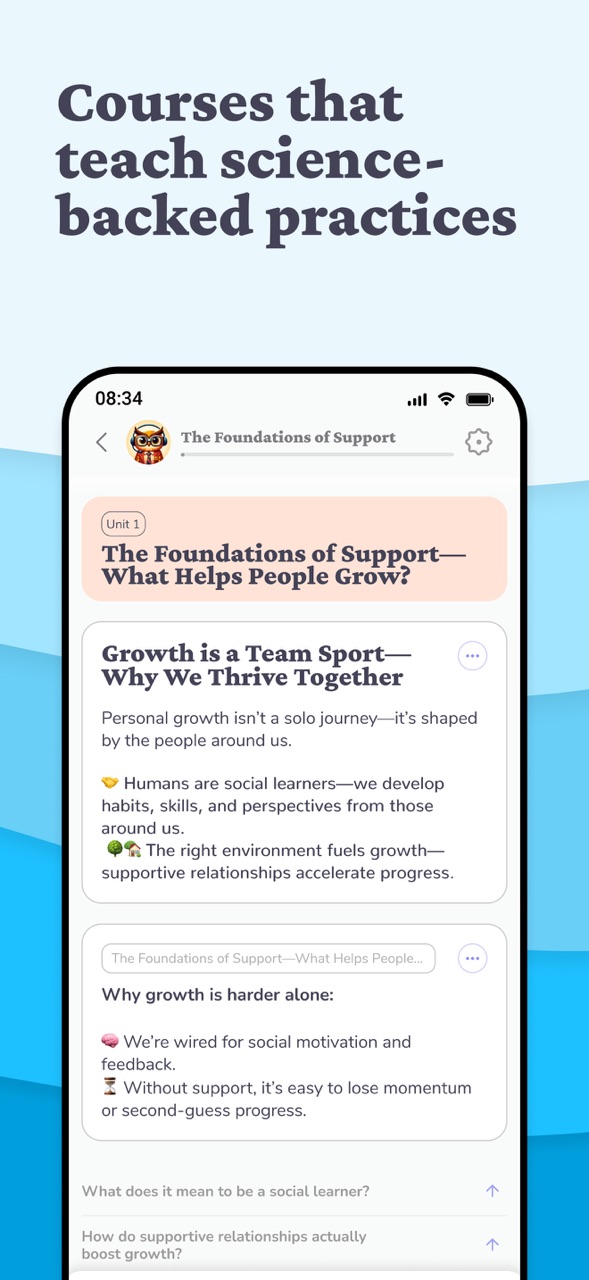 Courses that
teach science-
backed practices
08:34
The Foundations of Support
Unit 1
The Foundations of Support—
What Helps People Grow?
Growth is a Team Sport—
Why We Thrive Together
Personal growth isn’t a solo journey—it’s shaped
by the people around us.
🤝 Humans are social learners—we develop
habits, skills, and perspectives from those
around us.
🌳🏡 The right environment fuels growth—
supportive relationships accelerate progress.
The Foundations of Support—What Helps People...
Why growth is harder alone:
🧠 We’re wired for social motivation and
feedback.
⏳ Without support, it’s easy to lose momentum
or second-guess progress.
What does it mean to be a social learner?
How do supportive relationships actually
boost growth?